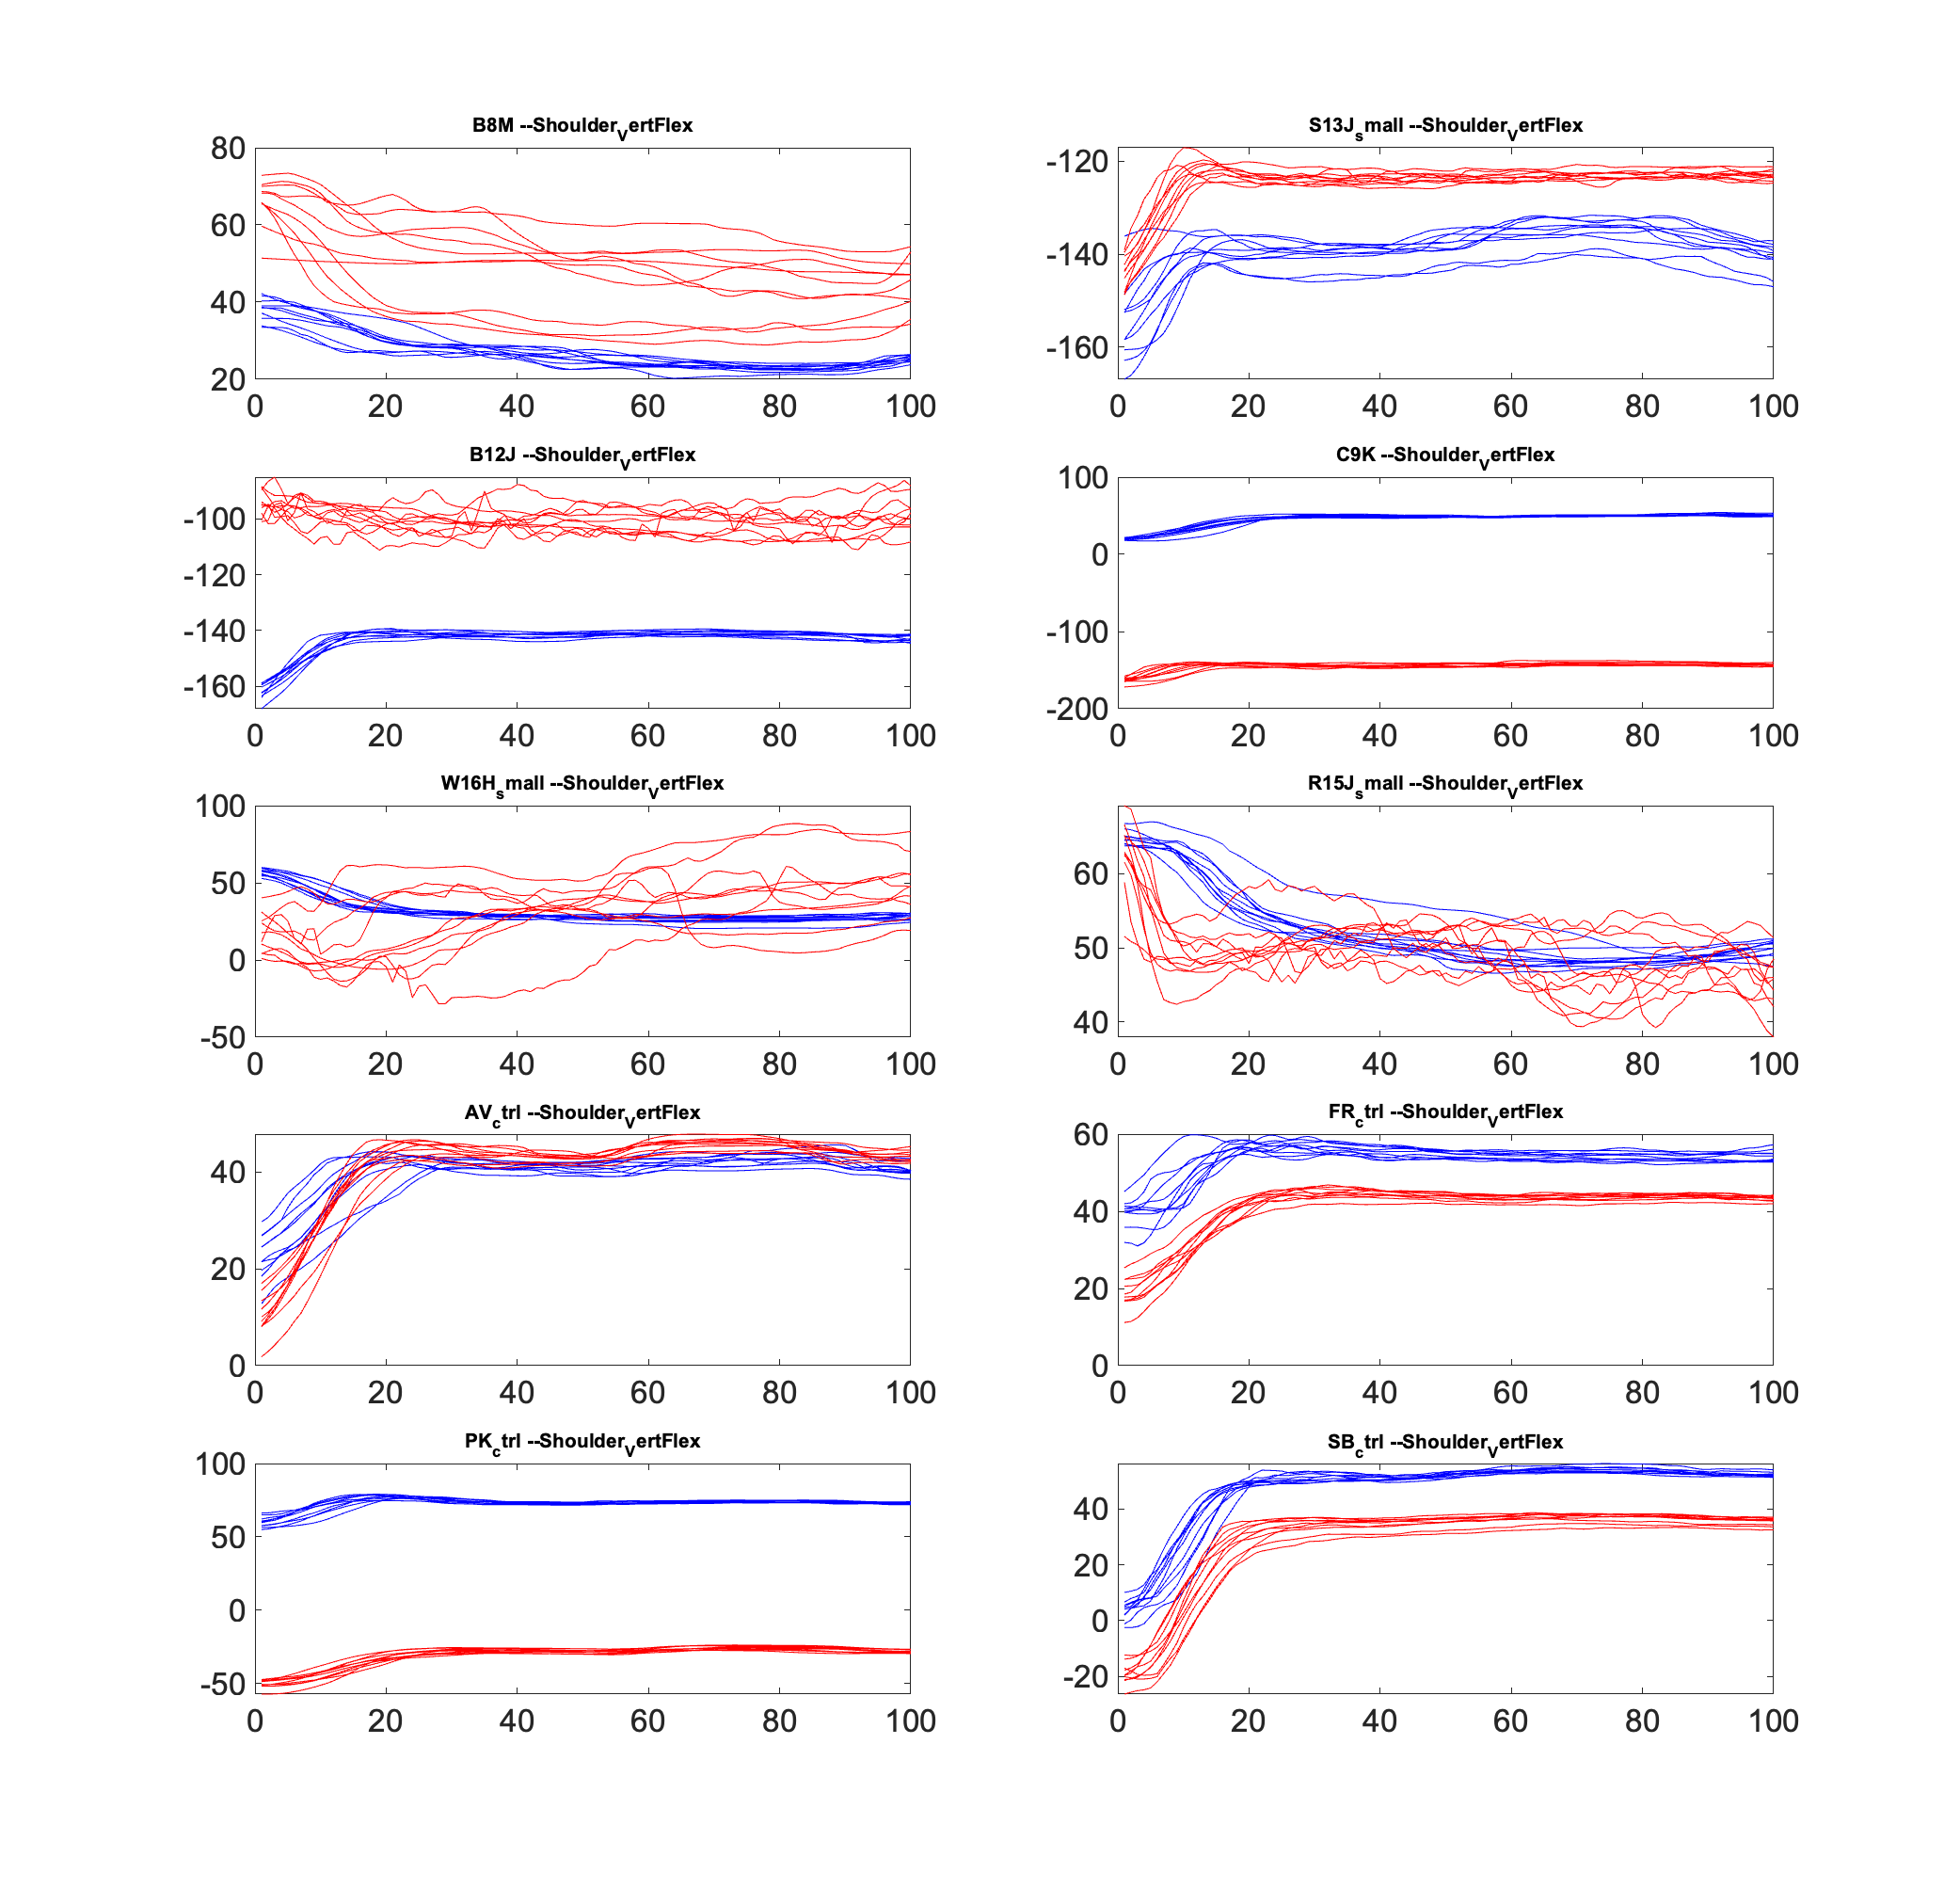 B8M --Shoulder_VertFlex
80
60
40
20
0 20 40 60 80 100
S13J_small --Shoulder_VertFlex
-120
-140
-160
0 20 40 60 80 100
B12J --Shoulder_VertFlex
-100
-120
-140
-160
0 20 40 60 80 100
C9K --Shoulder_VertFlex
100
0
-100
-200
0 20 40 60 80 100
W16H_small --Shoulder_VertFlex
100
50
0
-50
0 20 40 60 80 100
R15J_small --Shoulder_VertFlex
60
50
40
0 20 40 60 80 100
AV_ctrl --Shoulder_VertFlex
40
20
0
0 20 40 60 80 100
FR_ctrl --Shoulder_VertFlex
60
40
20
0
0 20 40 60 80 100
PK_ctrl --Shoulder_VertFlex
100
50
0
-50
0 20 40 60 80 100
SB_ctrl --Shoulder_VertFlex
40
20
0
-20
0 20 40 60 80 100